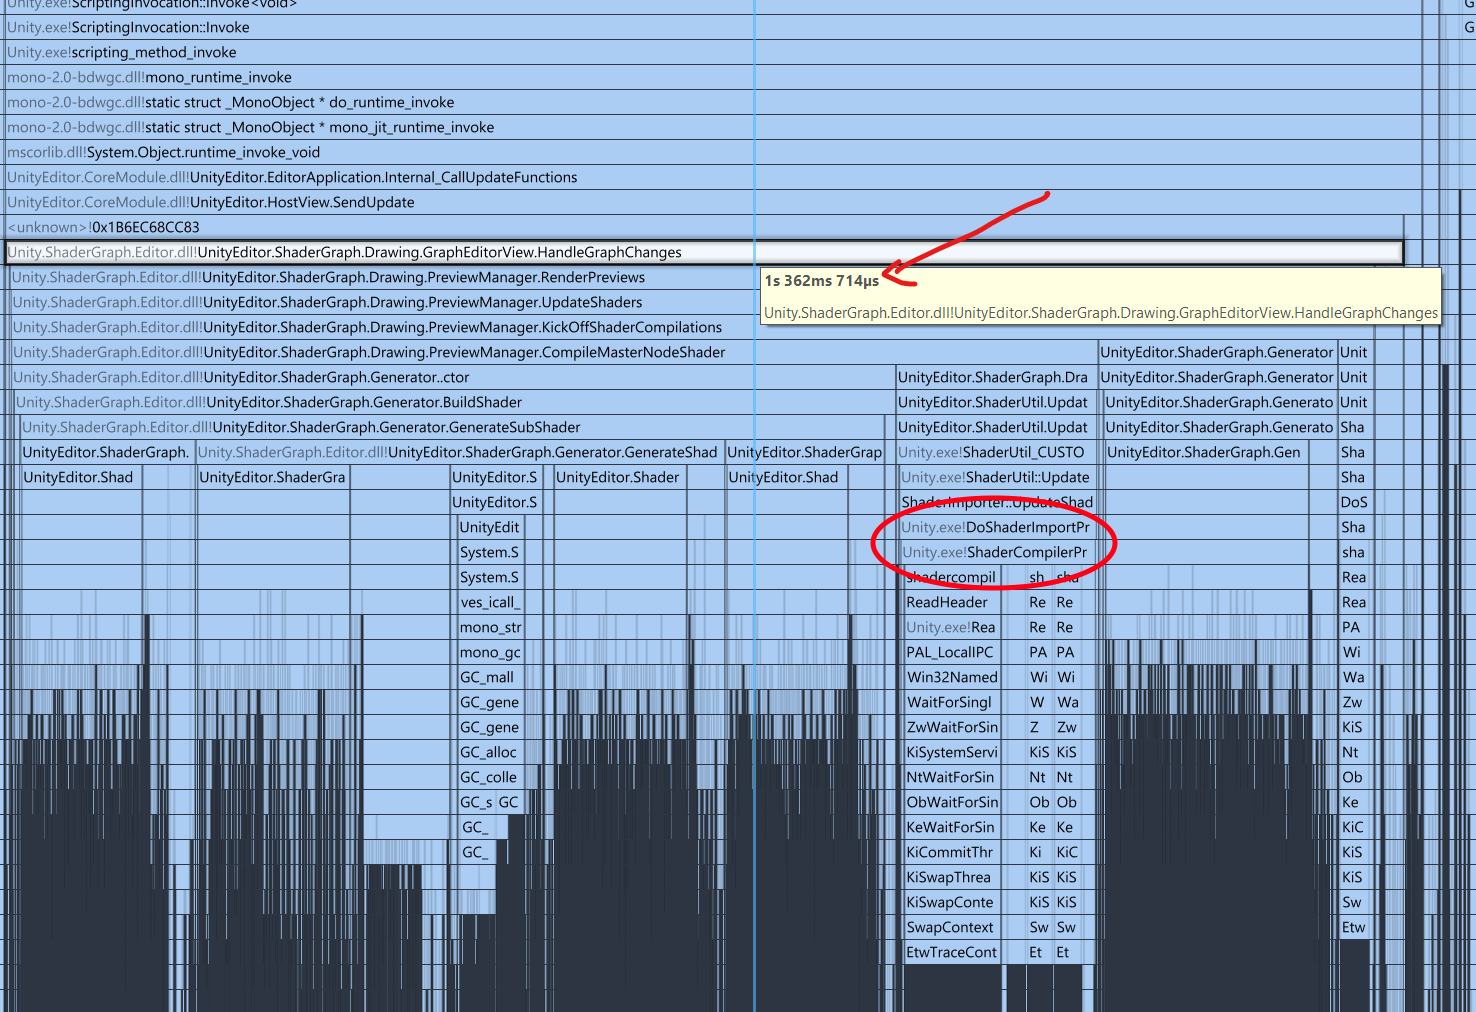 Unity.exe!ScriptingInvocation::Invoke<void>
G
Unity.exe!ScriptingInvocation::Invoke
G
Unity.exe!scripting_method_invoke
mono-2.0-bdwgc.dll!mono_runtime_invoke
mono-2.0-bdwgc.dll!static struct _MonoObject * do_runtime_invoke
mono-2.0-bdwgc.dll!static struct _MonoObject * mono_jit_runtime_invoke
mscorlib.dll!System.Object.runtime_invoke_void
UnityEditor.CoreModule.dll!UnityEditor.EditorApplication.Internal_CallUpdateFunctions
UnityEditor.CoreModule.dll!UnityEditor.HostView.SendUpdate
<unknown>!0x1B6EC68CC83
Unity.ShaderGraph.Editor.dll!UnityEditor.ShaderGraph.Drawing.GraphEditorView.HandleGraphChanges
Unity.ShaderGraph.Editor.dll!UnityEditor.ShaderGraph.Drawing.PreviewManager.RenderPreviews
1s 362ms 714µs
Unity.ShaderGraph.Editor.dll!UnityEditor.ShaderGraph.Drawing.PreviewManager.UpdateShaders
Unity.ShaderGraph.Editor.dll!UnityEditor.ShaderGraph.Drawing.GraphEditorView.HandleGraphChanges
Unity.ShaderGraph.Editor.dll!UnityEditor.ShaderGraph.Drawing.PreviewManager.KickOffShaderCompilations
Unity.ShaderGraph.Editor.dll!UnityEditor.ShaderGraph.Drawing.PreviewManager.CompileMasterNodeShader UnityEditor.ShaderGraph.Generator Unit
Unity.ShaderGraph.Editor.dll!UnityEditor.ShaderGraph.Generator..ctor UnityEditor.ShaderGraph.Dra UnityEditor.ShaderGraph.Generator Unit
Unity.ShaderGraph.Editor.dll!UnityEditor.ShaderGraph.Generator.BuildShader UnityEditor.ShaderUtil.Updat UnityEditor.ShaderGraph.Generato Unit
Unity.ShaderGraph.Editor.dll!UnityEditor.ShaderGraph.Generator.GenerateSubShader UnityEditor.ShaderUtil.Updat UnityEditor.ShaderGraph.Generato Sha
UnityEditor.ShaderGraph. Unity.ShaderGraph.Editor.dll!UnityEditor.ShaderGraph.Generator.GenerateShad UnityEditor.ShaderGrap Unity.exe!ShaderUtil_CUSTO UnityEditor.ShaderGraph.Gen Sha
UnityEditor.Shad UnityEditor.ShaderGra UnityEditor.S UnityEditor.Shader UnityEditor.Shad Unity.exe!ShaderUtil::Update Sha
UnityEditor.S ShaderImporter::UpdateShad DoS
UnityEdit Unity.exe!DoShaderImportPr Sha
System.S Unity.exe!ShaderCompilerPr sha
System.S shadercompil sh sha Rea
ves_icall_ ReadHeader Re Re Rea
mono_str Unity.exe!Rea Re Re PA
mono_gc PAL_LocalIPC PA PA Wi
GC_mall Win32Named Wi Wi Wa
GC_gene WaitForSingl W Wa Zw
GC_gene ZwWaitForSin Z Zw KiS
GC_alloc KiSystemServi KiS KiS Nt
GC_colle NtWaitForSin Nt Nt Ob
GC_s GC ObWaitForSin Ob Ob Ke
GC_ KeWaitForSin Ke Ke KiC
GC_ KiCommitThr Ki KiC KiS
KiSwapThrea KiS KiS KiS
KiSwapConte KiS KiS Sw
SwapContext Sw Sw Etw
EtwTraceCont Et Et